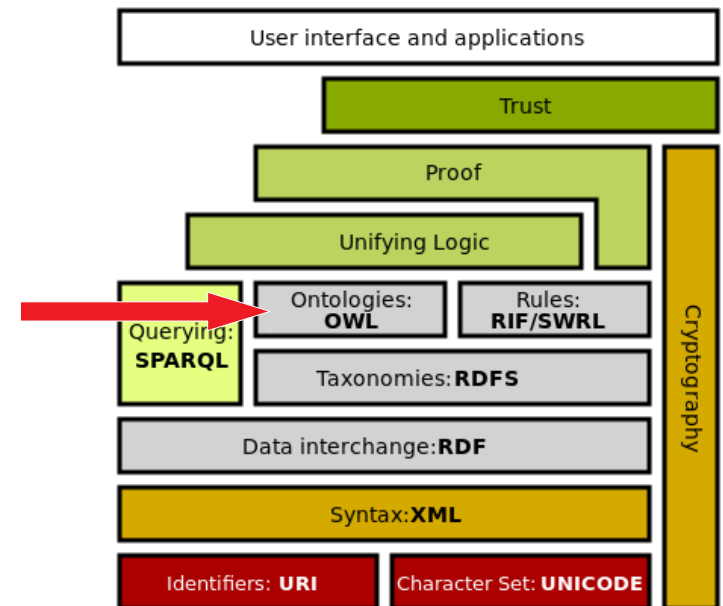 User interface and applications
Trust
Proof
Unifying Logic
Ontologies:
OWL
Rules:
RIF/SWRL
Querying:
SPARQL
Taxonomies:RDFS
Data interchange:RDF
Syntax:XML
Identifiers: URI
Character Set: UNICODE
Cryptography